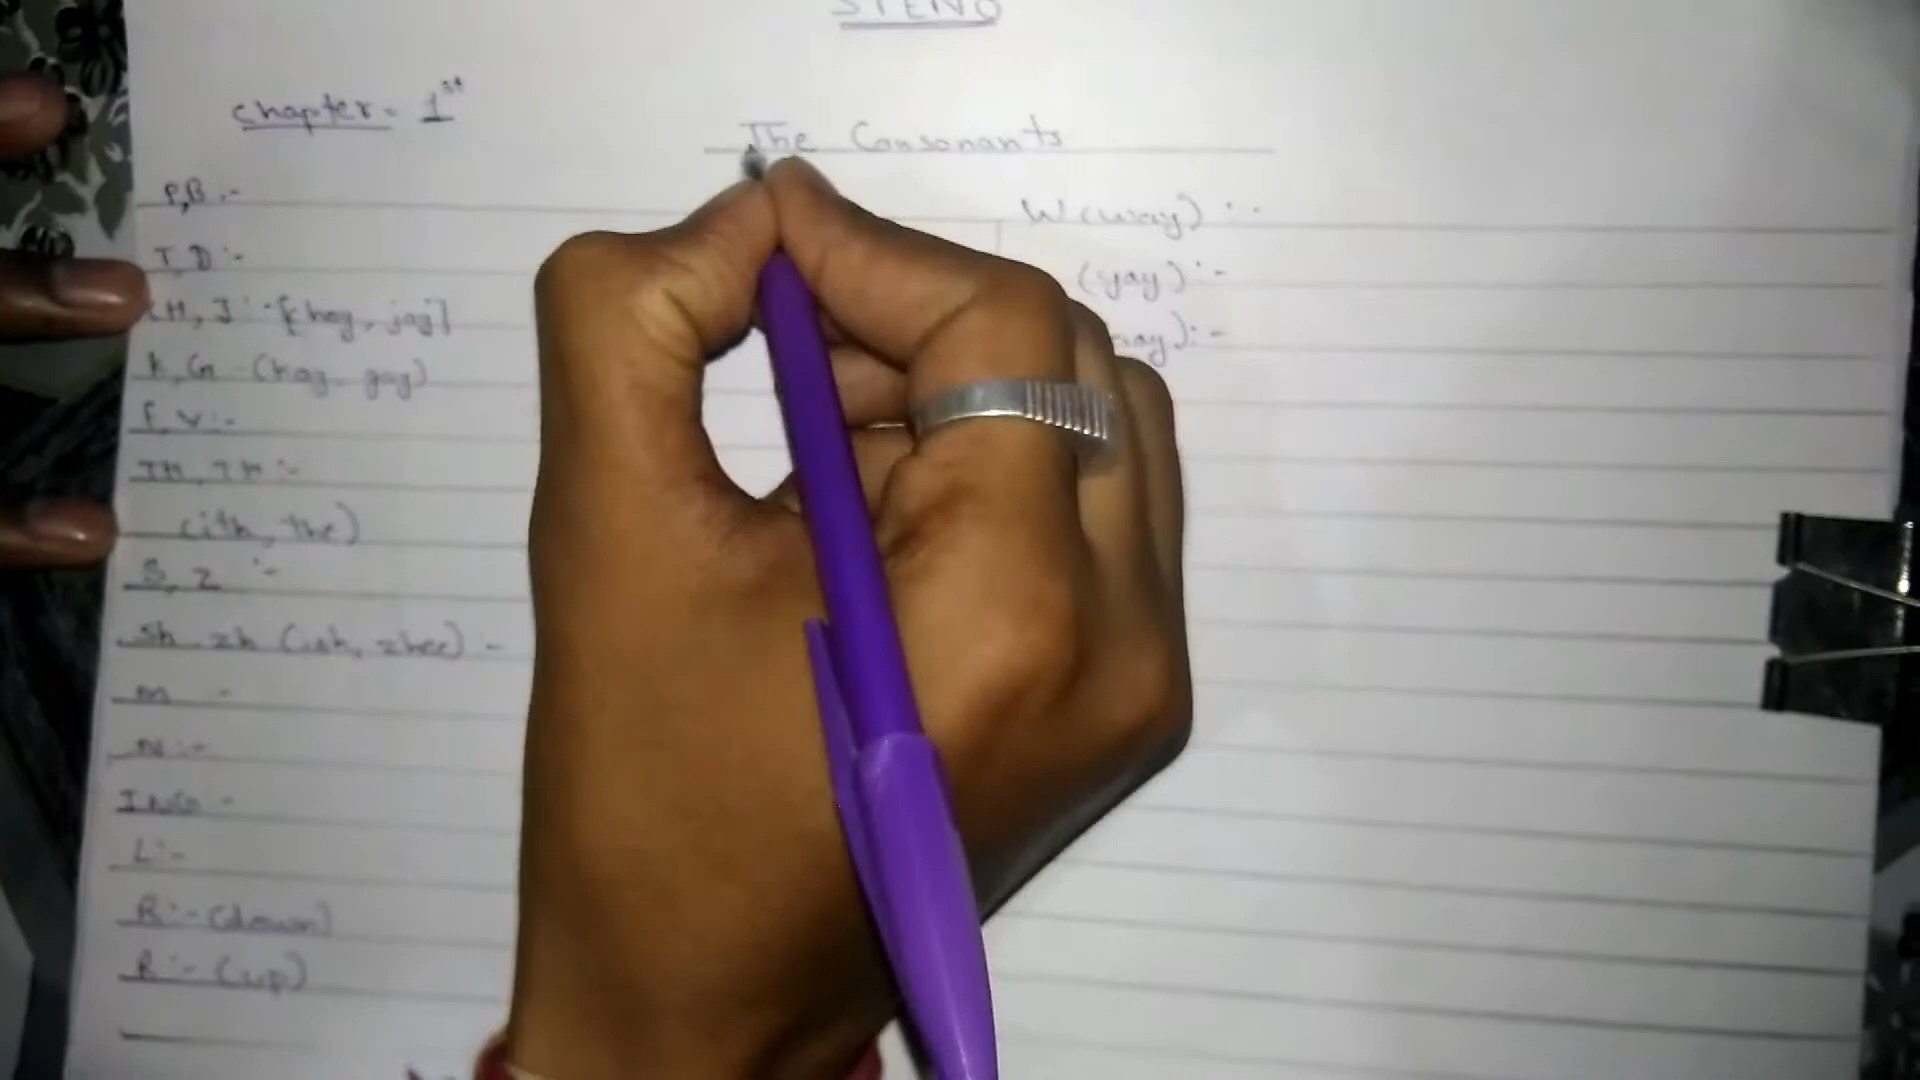 STENO
Chapter - 1st
The Consonants
P,B :-
T, D :-
CH, J :- [chay, jay]
K, G - (kay, gay)
F, V :-
TH, TH :-
(ith, the)
S, Z :-
Sh, zh (ish, zhee) :-
M -
N :-
ING -
L :-
R :- (down)
R :- (up)
W (way) :-
(yay) :-
hay) :-